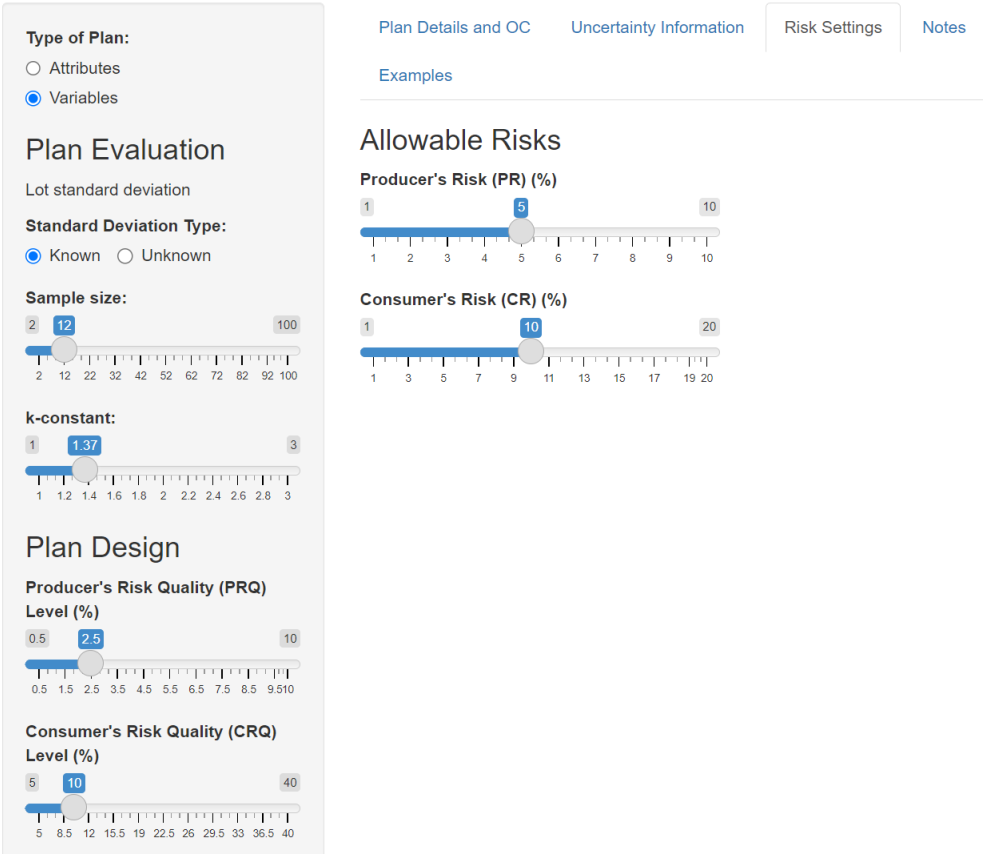 Type of Plan:
Attributes
Variables
Plan Evaluation
Lot standard deviation
Standard Deviation Type:
Known Unknown
Sample size:
2 12 100
2 12 22 32 42 52 62 72 82 92 100
k-constant:
1 1.37 3
1 1.2 1.4 1.6 1.8 2 2.2 2.4 2.6 2.8 3
Plan Design
Producer's Risk Quality (PRQ)
Level (%)
0.5 2.5 10
0.5 1.5 2.5 3.5 4.5 5.5 6.5 7.5 8.5 9.5 10
Consumer's Risk Quality (CRQ)
Level (%)
5 10 40
5 8.5 12 15.5 19 22.5 26 29.5 33 36.5 40
Plan Details and OC Uncertainty Information Risk Settings Notes
Examples
Allowable Risks
Producer's Risk (PR) (%)
1 5 10
1 2 3 4 5 6 7 8 9 10
Consumer's Risk (CR) (%)
1 10 20
1 3 5 7 9 11 13 15 17 19 20